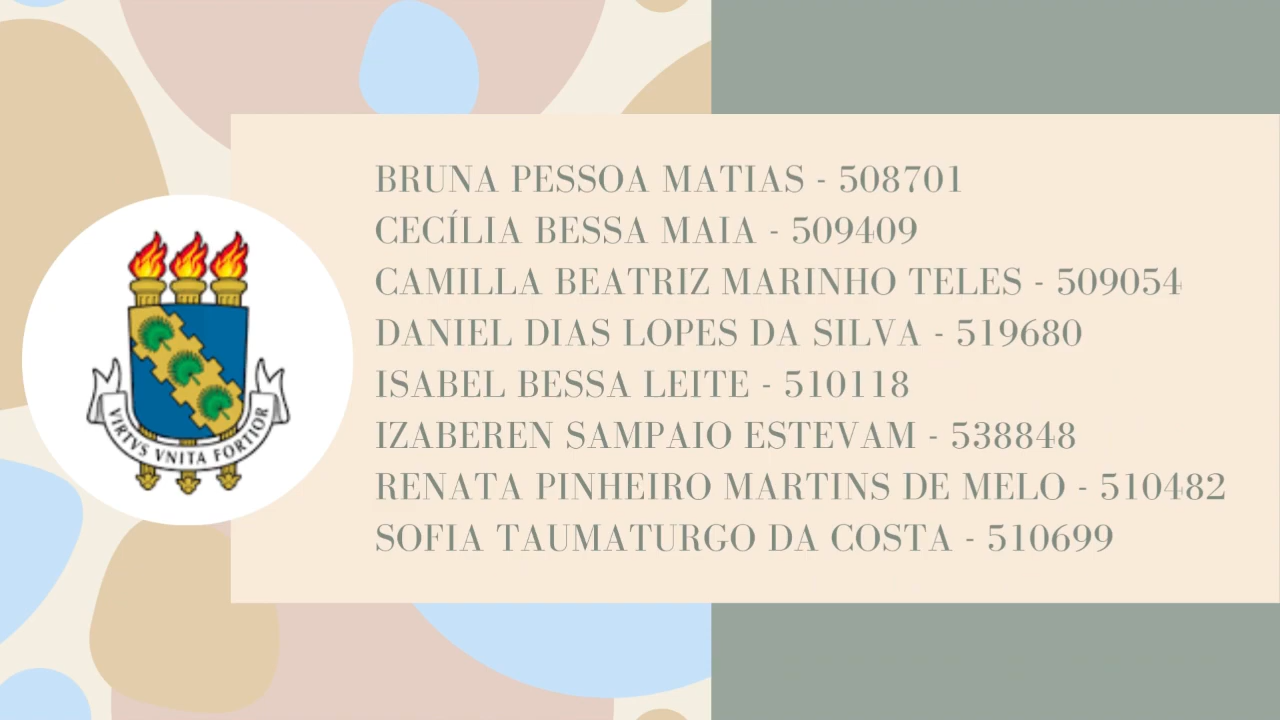 BRUNA PESSOA MATIAS - 508701
CECÍLIA BESSA MAIA - 509409
CAMILLA BEATRIZ MARINHO TELES - 509054
DANIEL DIAS LOPES DA SILVA - 519680
ISABEL BESSA LEITE - 510118
IZABEREN SAMPAIO ESTEVAM - 538848
RENATA PINHEIRO MARTINS DE MELO - 510482
SOFIA TAUMATURGO DA COSTA - 510699
VIRTVS VNITA FORTIOR